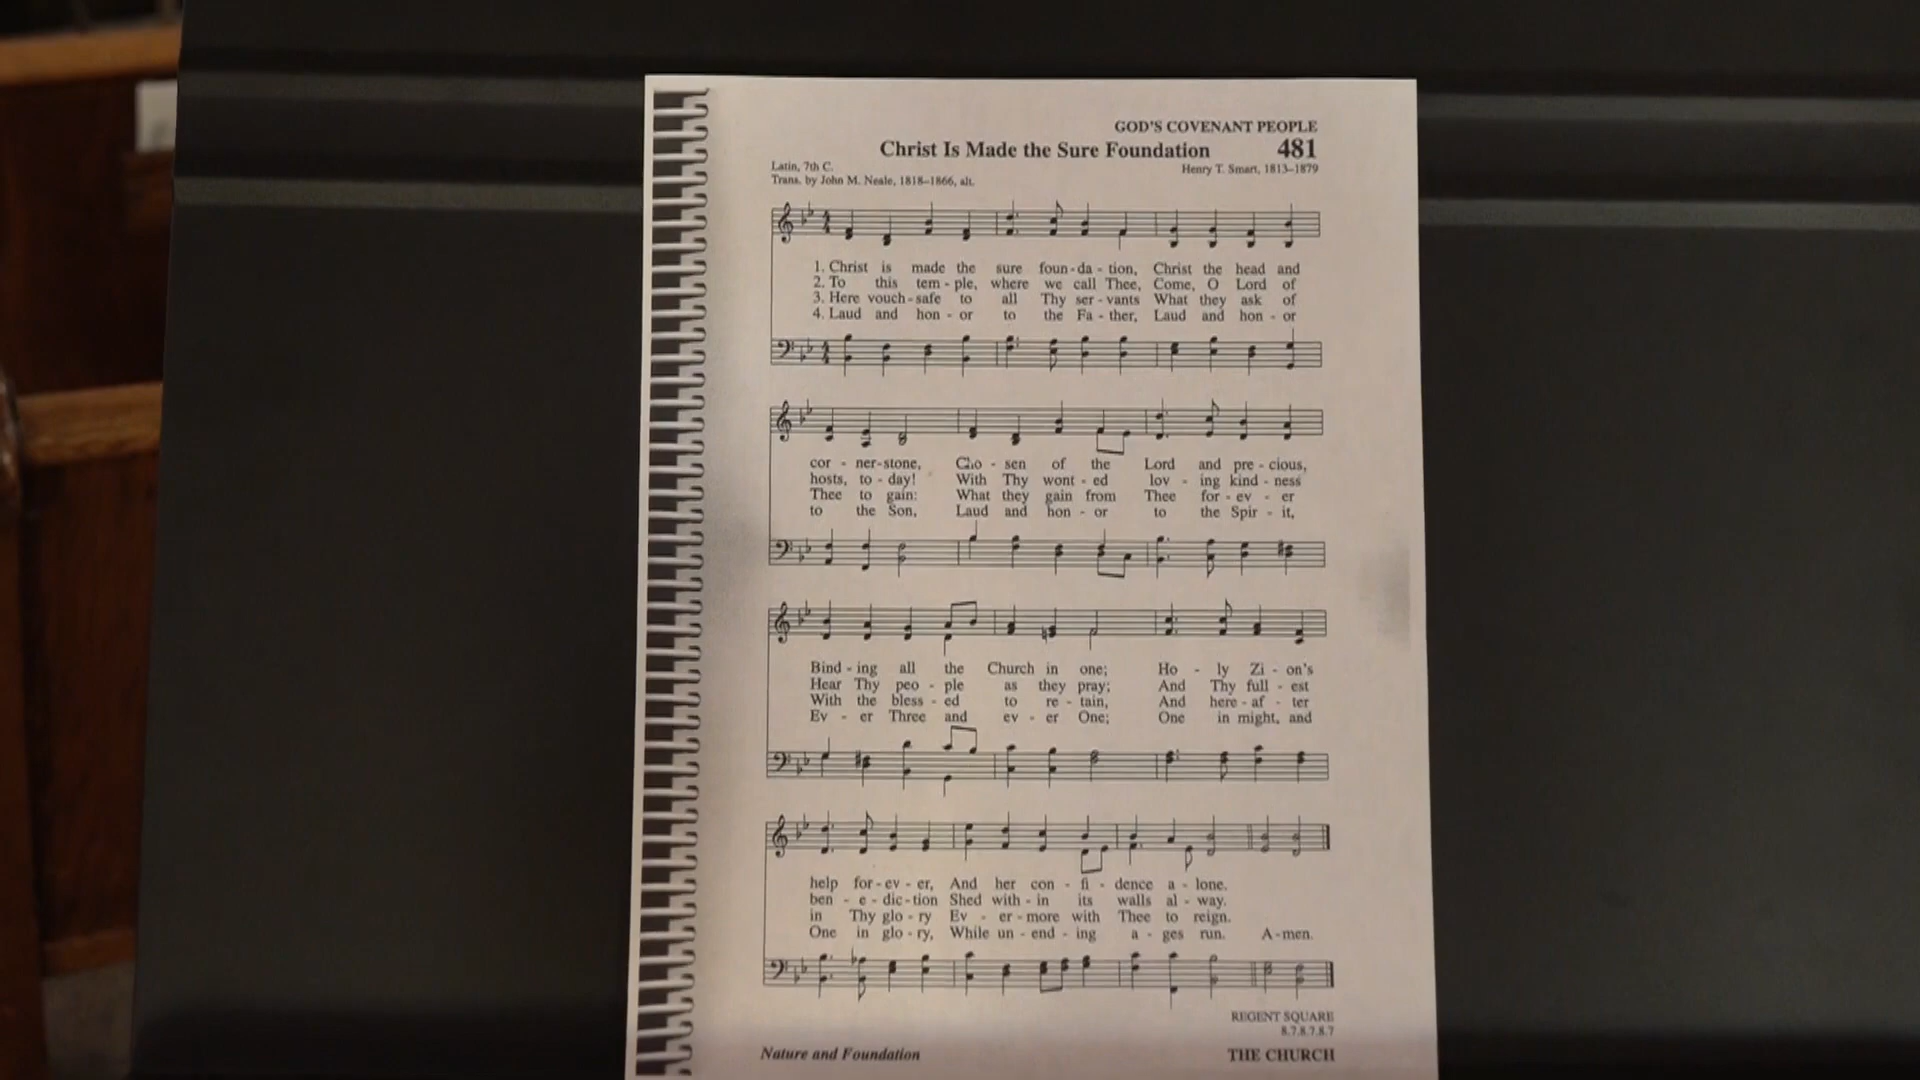 GOD'S COVENANT PEOPLE
Christ Is Made the Sure Foundation 481
Latin, 7th C.
Trans. by John M. Neale, 1818–1866, alt.
Henry T. Smart, 1813–1879
1. Christ is made the sure foun - da - tion, Christ the head and
2. To this tem - ple, where we call Thee, Come, O Lord of
3. Here vouch - safe to all Thy ser - vants What they ask of
4. Laud and hon - or to the Fa - ther, Laud and hon - or
cor - ner-stone, Cho - sen of the Lord and pre - cious,
hosts, to - day! With Thy wont - ed lov - ing kind - ness
Thee to gain: What they gain from Thee for - ev - er
to the Son, Laud and hon - or to the Spir - it,
Bind - ing all the Church in one; Ho - ly Zi - on's
Hear Thy peo - ple as they pray; And Thy full - est
With the bless - ed to re - tain, And here - af - ter
Ev - er Three and ev - er One; One in might, and
help for - ev - er, And her con - fi - dence a - lone.
ben - e - dic - tion Shed with - in its walls al - way.
in Thy glo - ry Ev - er - more with Thee to reign.
One in glo - ry, While un - end - ing a - ges run. A-men.
REGENT SQUARE
8.7.8.7.8.7
Nature and Foundation THE CHURCH